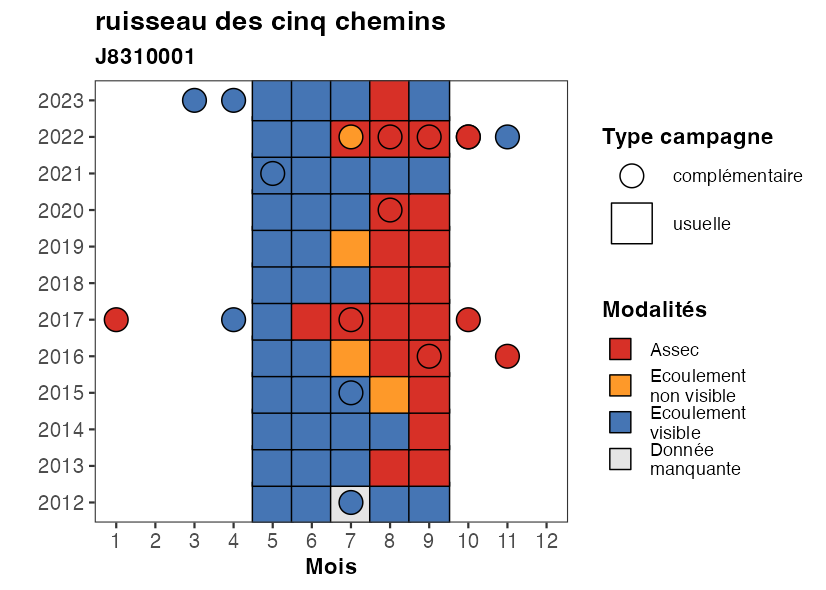 ruisseau des cinq chemins
J8310001
2023
2022
2021
2020
2019
2018
2017
2016
2015
2014
2013
2012
1 2 3 4 5 6 7 8 9 10 11 12
Mois
Type campagne
complémentaire
usuelle
Modalités
Assec
Ecoulement
non visible
Ecoulement
visible
Donnée
manquante